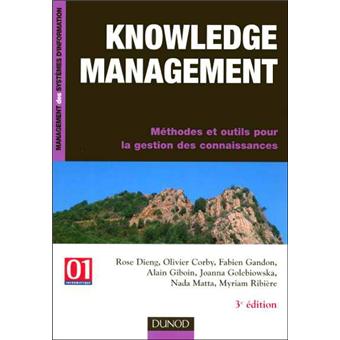 MANAGEMENT des SYSTÈMES D'INFORMATION
KNOWLEDGE
MANAGEMENT
Méthodes et outils pour
la gestion des connaissances
Rose Dieng, Olivier Corby, Fabien Gandon,
Alain Giboin, Joanna Golebiowska,
Nada Matta, Myriam Ribière
3e édition
01
INFORMATIQUE
DUNOD